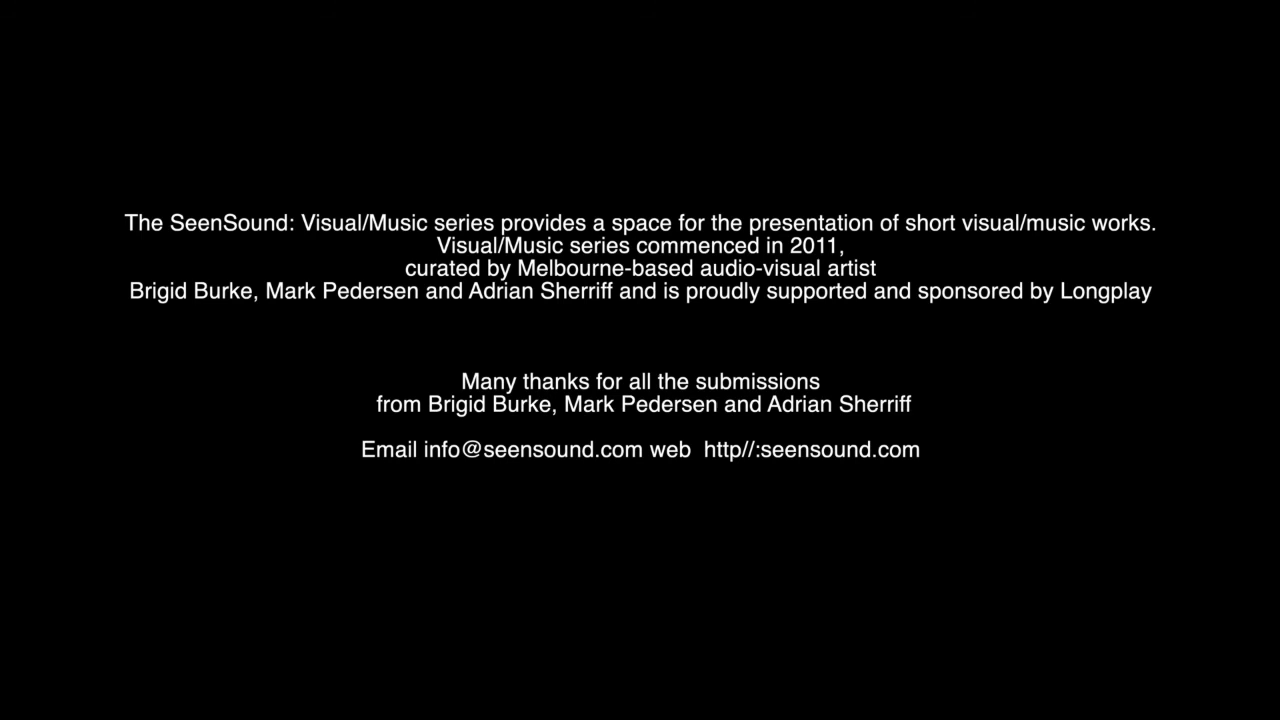 The SeenSound: Visual/Music series provides a space for the presentation of short visual/music works.
Visual/Music series commenced in 2011,
curated by Melbourne-based audio-visual artist
Brigid Burke, Mark Pedersen and Adrian Sherriff and is proudly supported and sponsored by Longplay
Many thanks for all the submissions
from Brigid Burke, Mark Pedersen and Adrian Sherriff
Email info@seensound.com web  http//:seensound.com